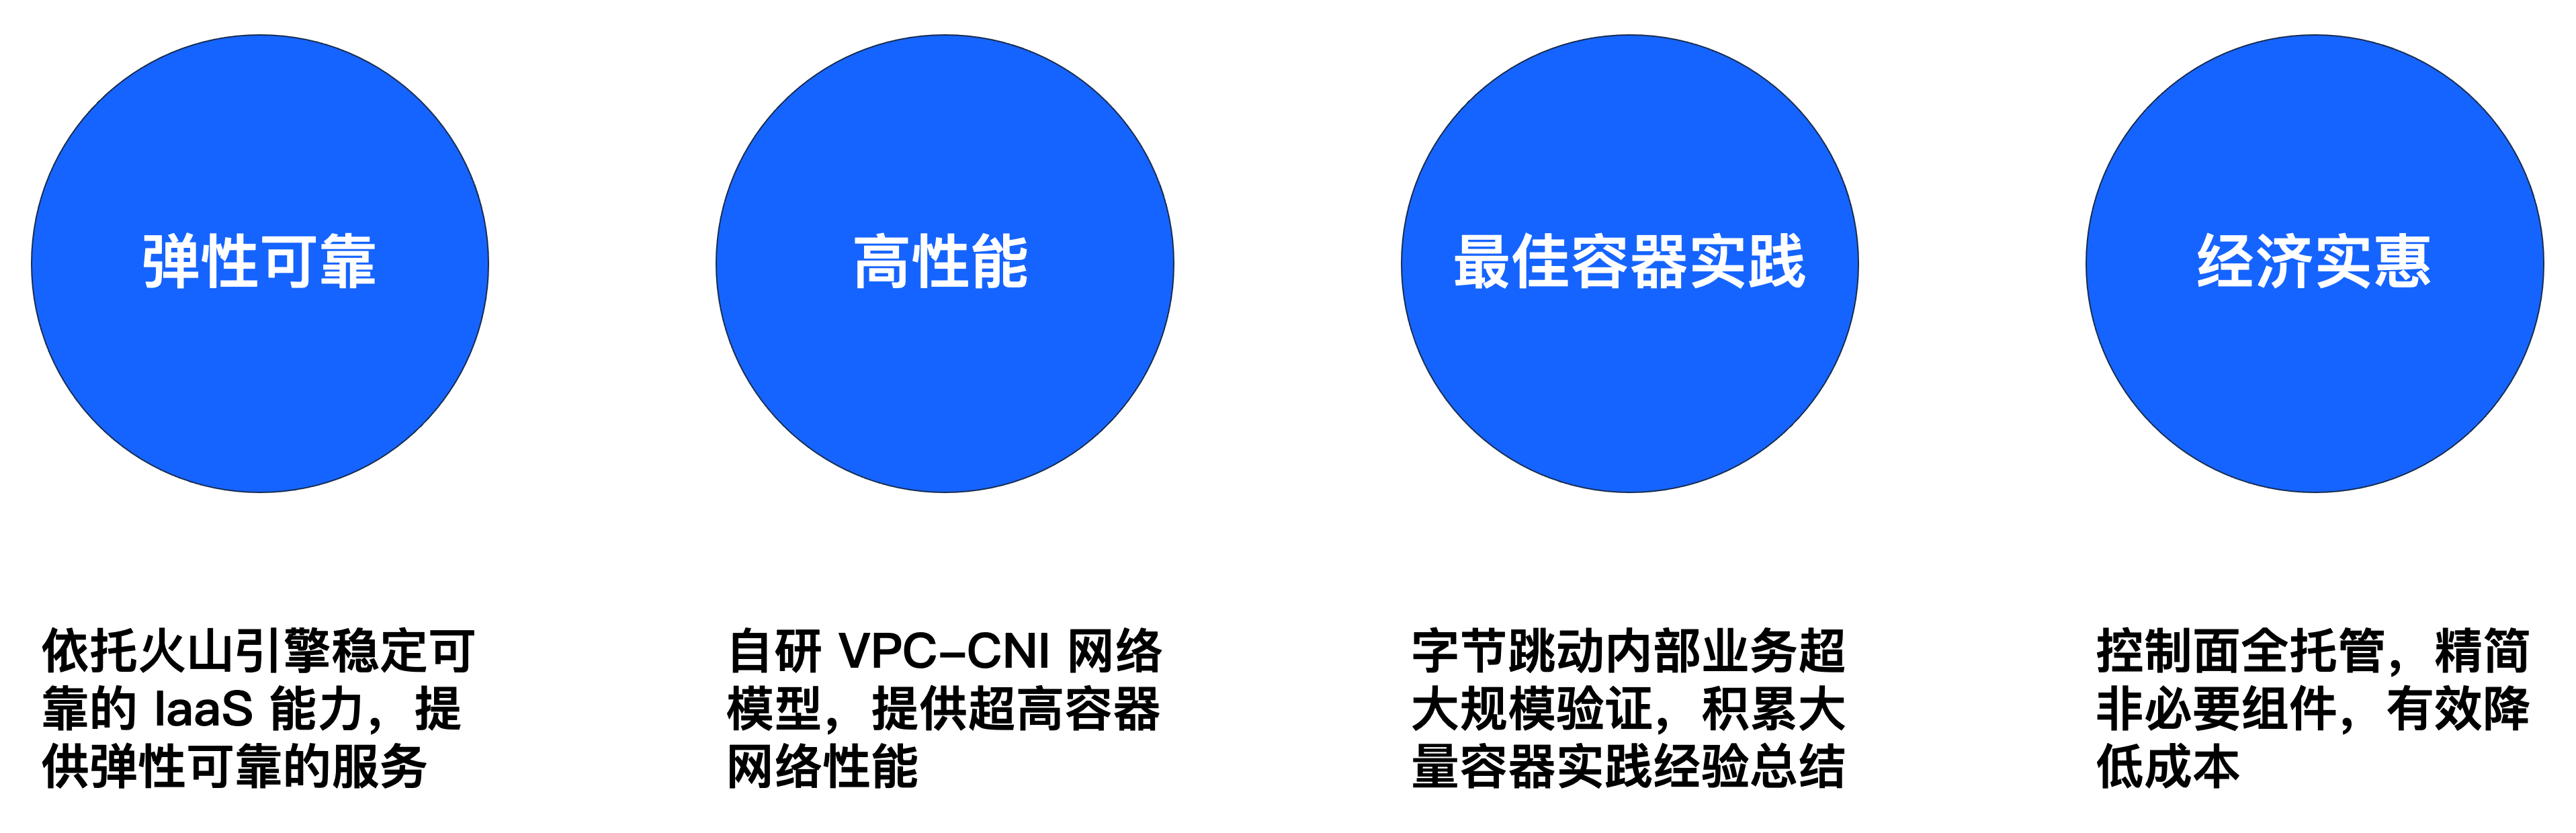 弹性可靠
高性能
最佳容器实践
经济实惠
依托火山引擎稳定可
靠的 IaaS 能力，提
供弹性可靠的服务
自研 VPC-CNI 网络
模型，提供超高容器
网络性能
字节跳动内部业务超
大规模验证，积累大
量容器实践经验总结
控制面全托管，精简
非必要组件，有效降
低成本